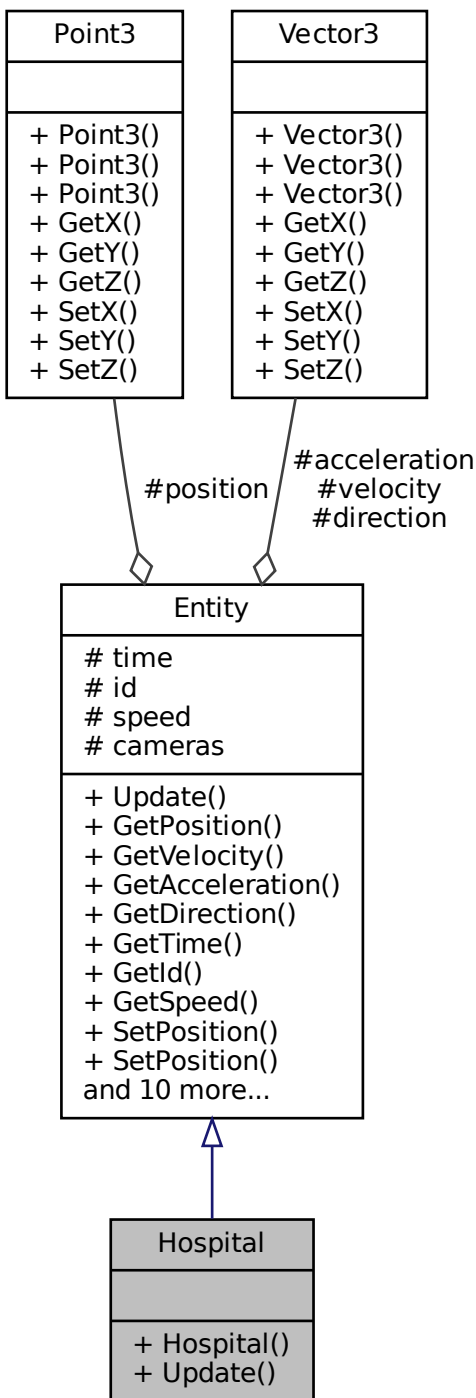 Point3
+ Point3()
+ Point3()
+ Point3()
+ GetX()
+ GetY()
+ GetZ()
+ SetX()
+ SetY()
+ SetZ()
Vector3
+ Vector3()
+ Vector3()
+ Vector3()
+ GetX()
+ GetY()
+ GetZ()
+ SetX()
+ SetY()
+ SetZ()
#position
#acceleration
#velocity
#direction
Entity
# time
# id
# speed
# cameras
+ Update()
+ GetPosition()
+ GetVelocity()
+ GetAcceleration()
+ GetDirection()
+ GetTime()
+ GetId()
+ GetSpeed()
+ SetPosition()
+ SetPosition()
and 10 more...
Hospital
+ Hospital()
+ Update()